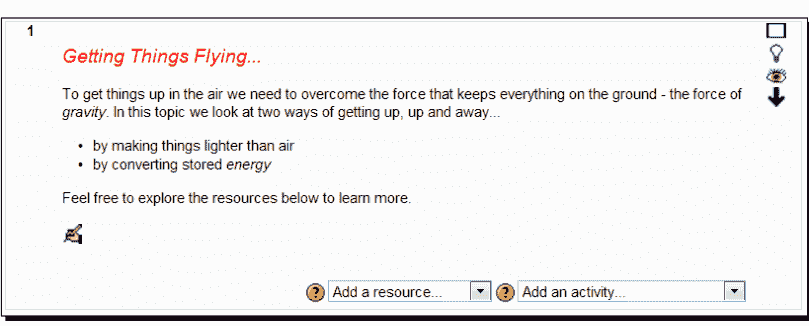 1
Getting Things Flying...
To get things up in the air we need to overcome the force that keeps everything on the ground - the force of
gravity. In this topic we look at two ways of getting up, up and away...
• by making things lighter than air
• by converting stored energy
Feel free to explore the resources below to learn more.
? Add a resource... ? Add an activity...